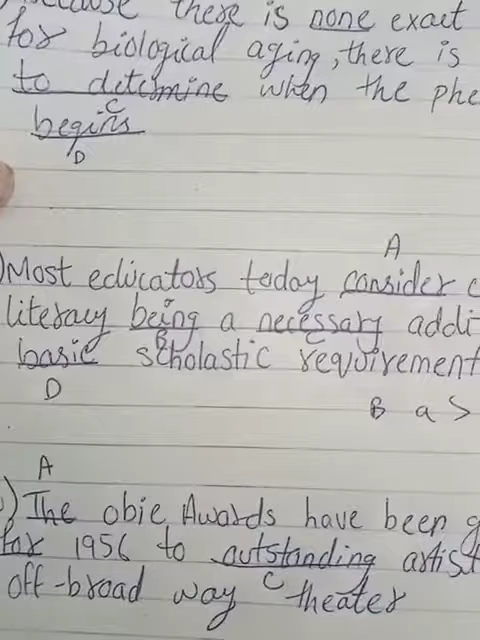 there is none exact
for biological aging, there is
to determine when the phe
C
begins
D
A
Most educators today consider c
literacy being a necessary addi
B C
basic scholastic requirement
D
B as
A
) The obie Awards have been g
for 1956 to outstanding artist
C
off-broad way theater